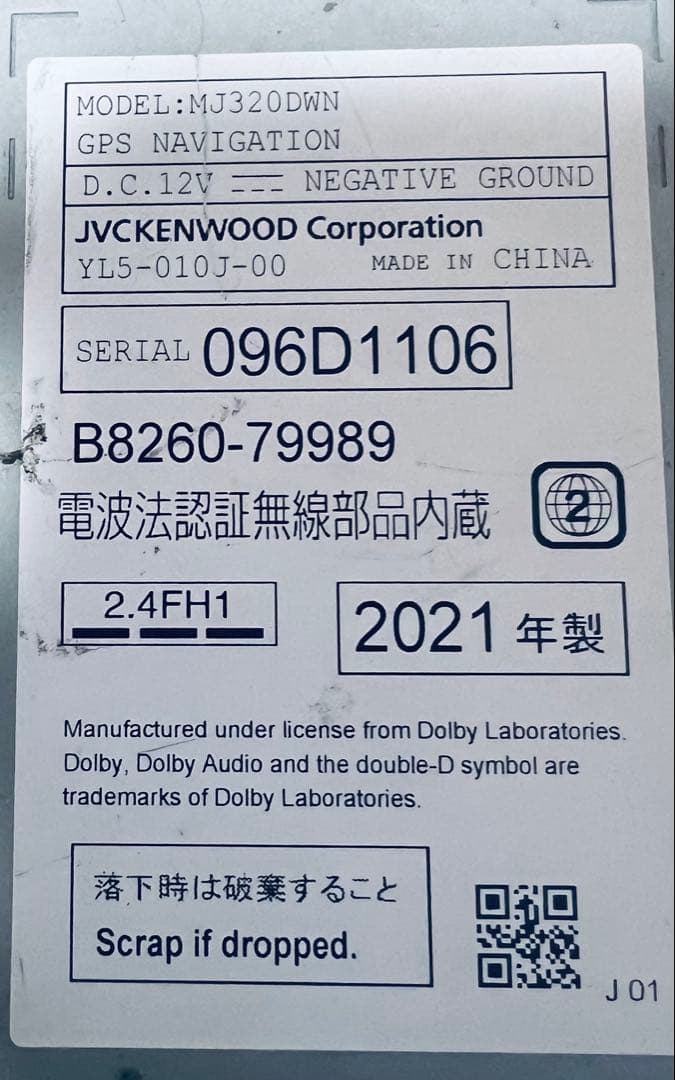 MODEL:MJ320DWN
GPS NAVIGATION
D.C.12V NEGATIVE GROUND
JVCKENWOOD Corporation
YL5-010J-00 MADE IN CHINA
SERIAL 096D1106
B8260-79989
電波法認証無線部品内蔵
2
2.4FH1
2021 年製
Manufactured under license from Dolby Laboratories.
Dolby, Dolby Audio and the double-D symbol are
trademarks of Dolby Laboratories.
落下時は破棄すること
Scrap if dropped.
J 01